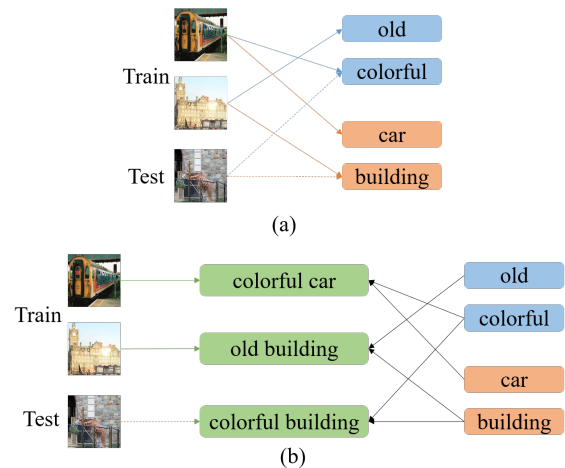 Train
Test
old
colorful
car
building
(a)
Train
Test
colorful car
old building
colorful building
old
colorful
car
building
(b)